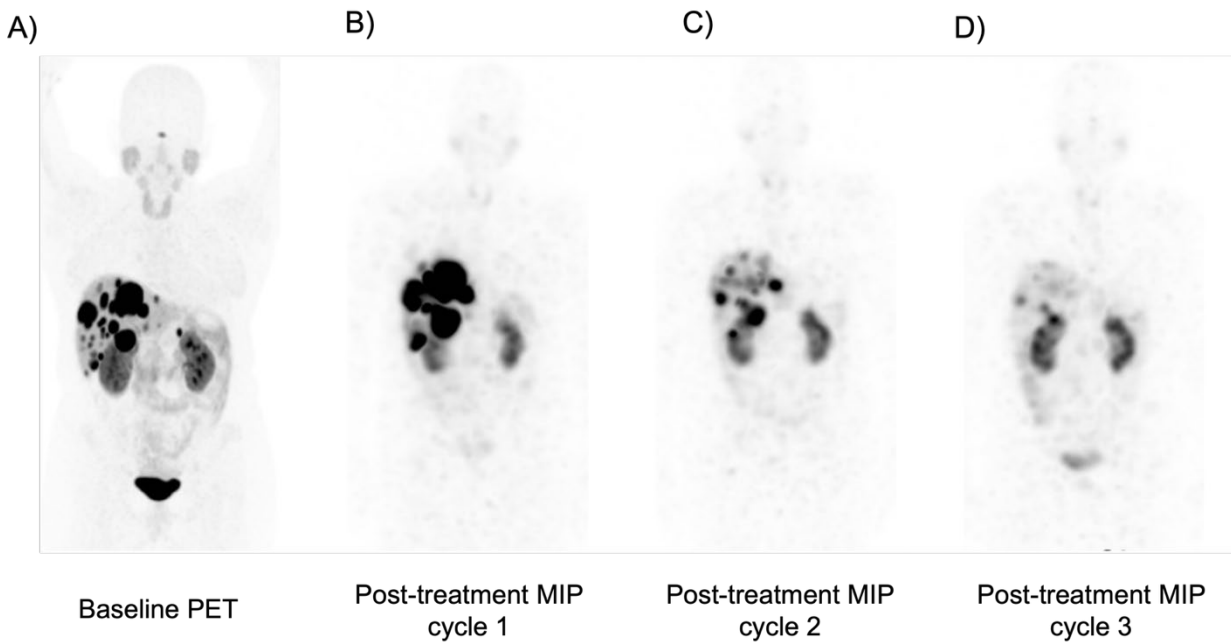 A)
B)
C)
D)
Baseline PET
Post-treatment MIP
cycle 1
Post-treatment MIP
cycle 2
Post-treatment MIP
cycle 3